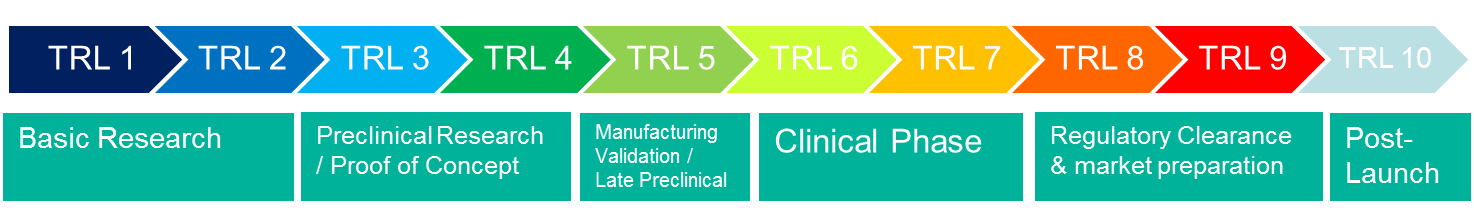 TRL 1 TRL 2 TRL 3 TRL 4 TRL 5 TRL 6 TRL 7 TRL 8 TRL 9 TRL 10
Basic Research
Preclinical Research
/ Proof of Concept
Manufacturing
Validation /
Late Preclinical
Clinical Phase
Regulatory Clearance
& market preparation
Post-
Launch